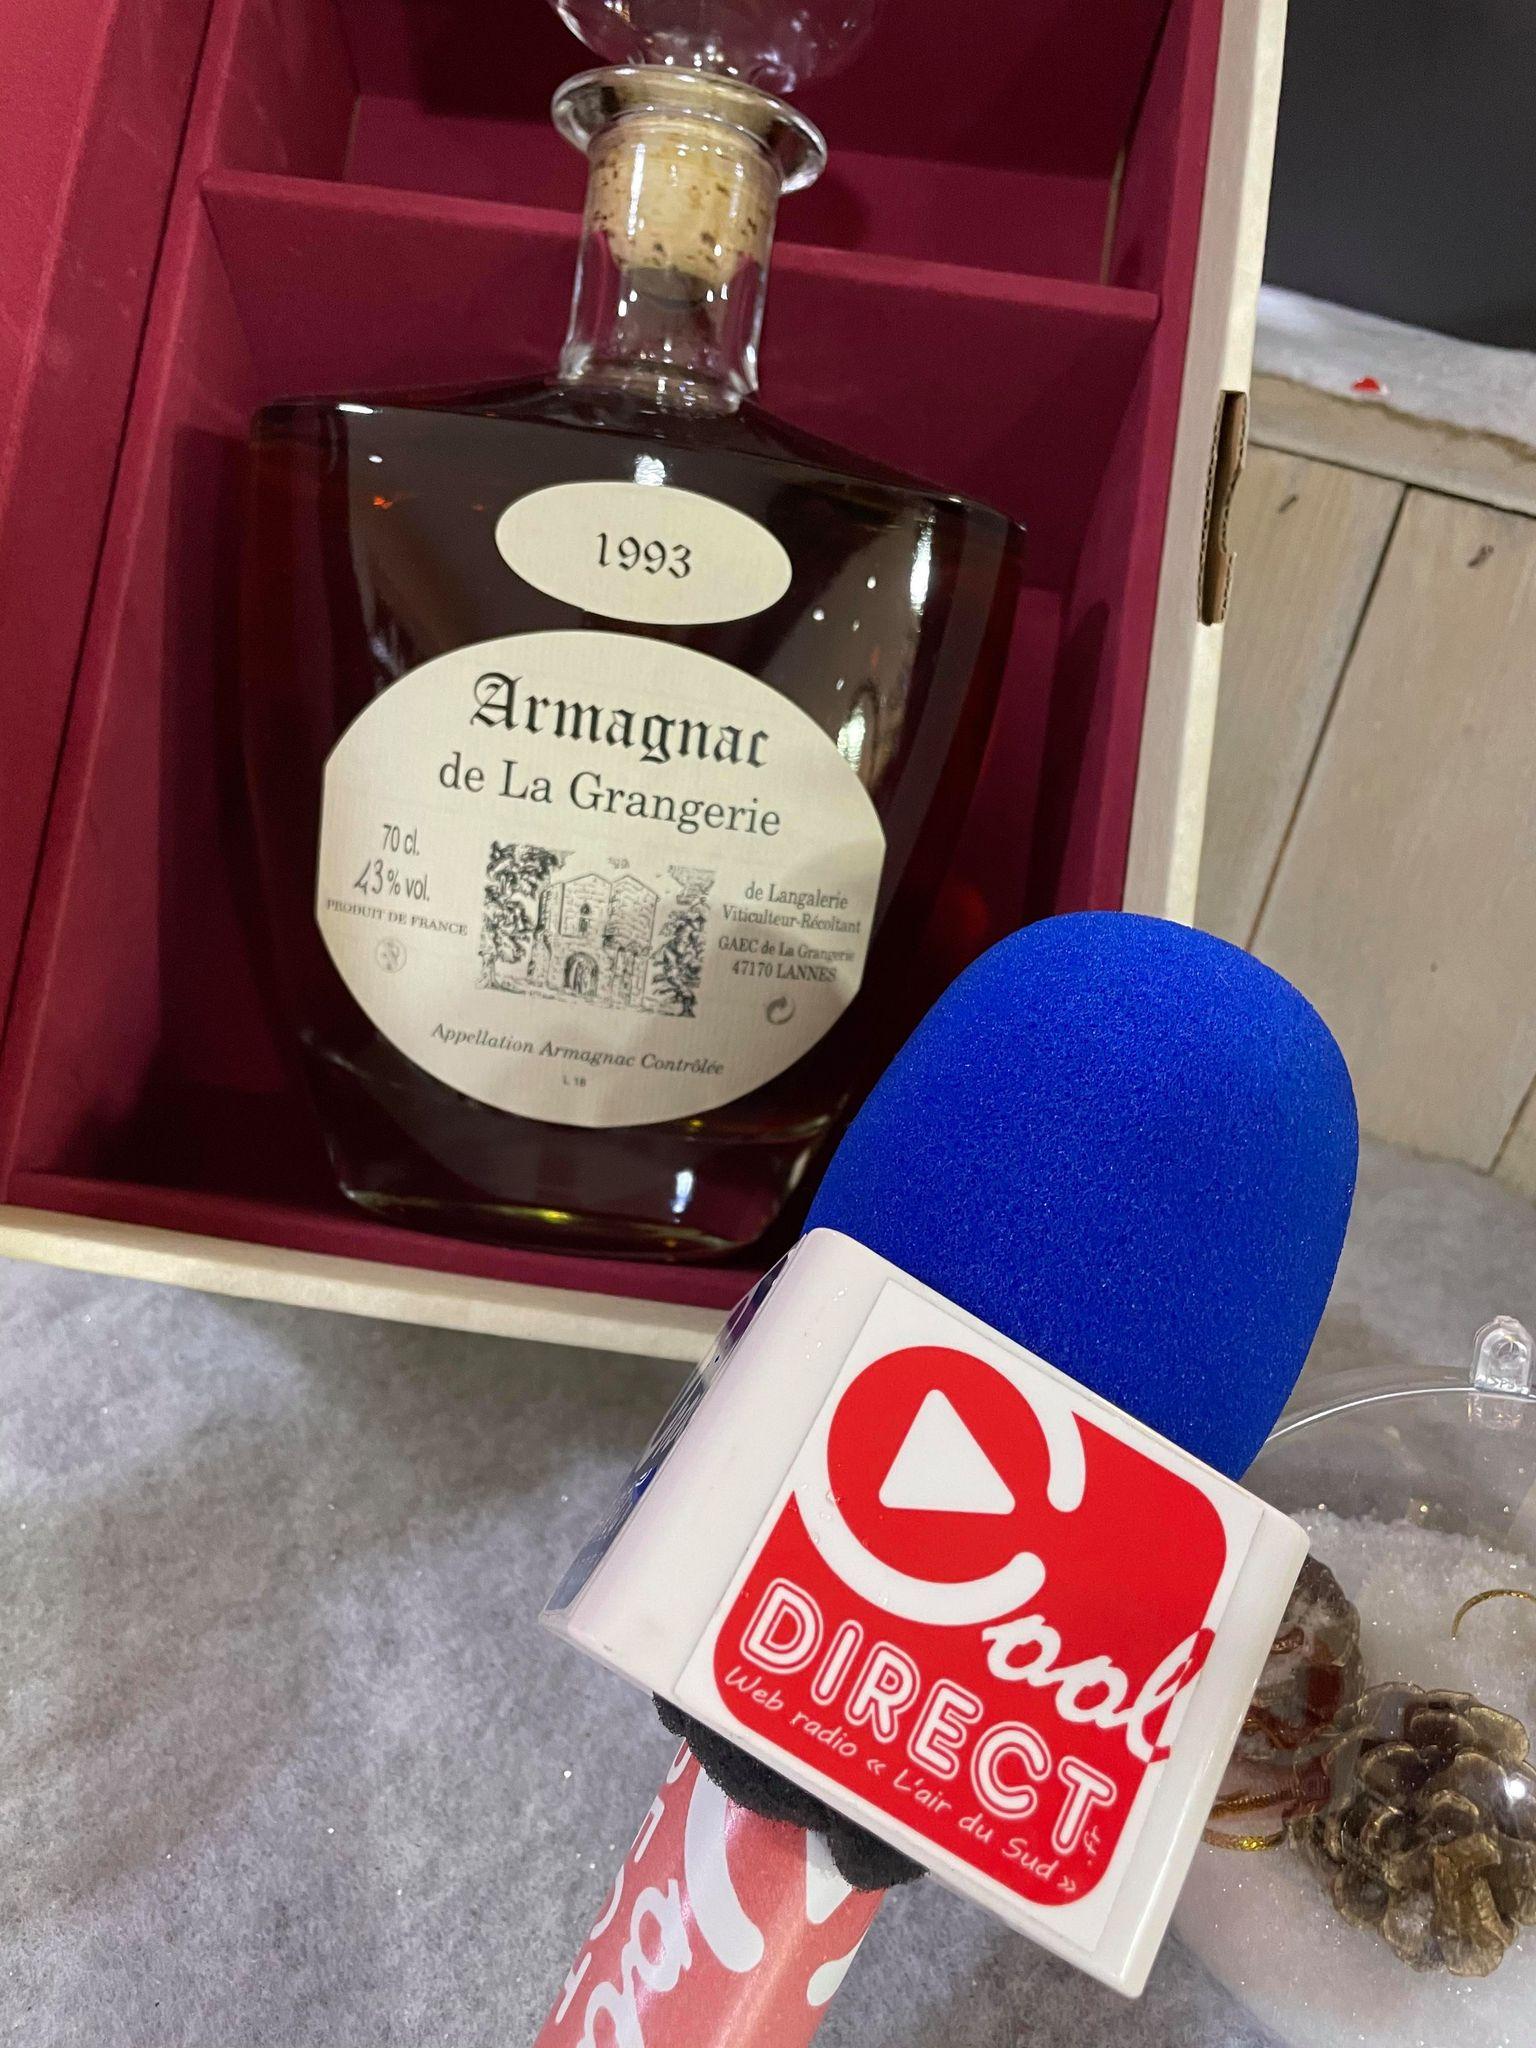 1993
Armagnac
de La Grangerie
70 cl.
43% vol.
PRODUIT DE FRANCE
de Langalerie
Viticulteur-Récoltant
GAEC de La Grangerie
47170 LANNES
Appellation Armagnac Contrôlée
L 18
Cool
DIRECT.fr
Web radio « L'air du Sud »